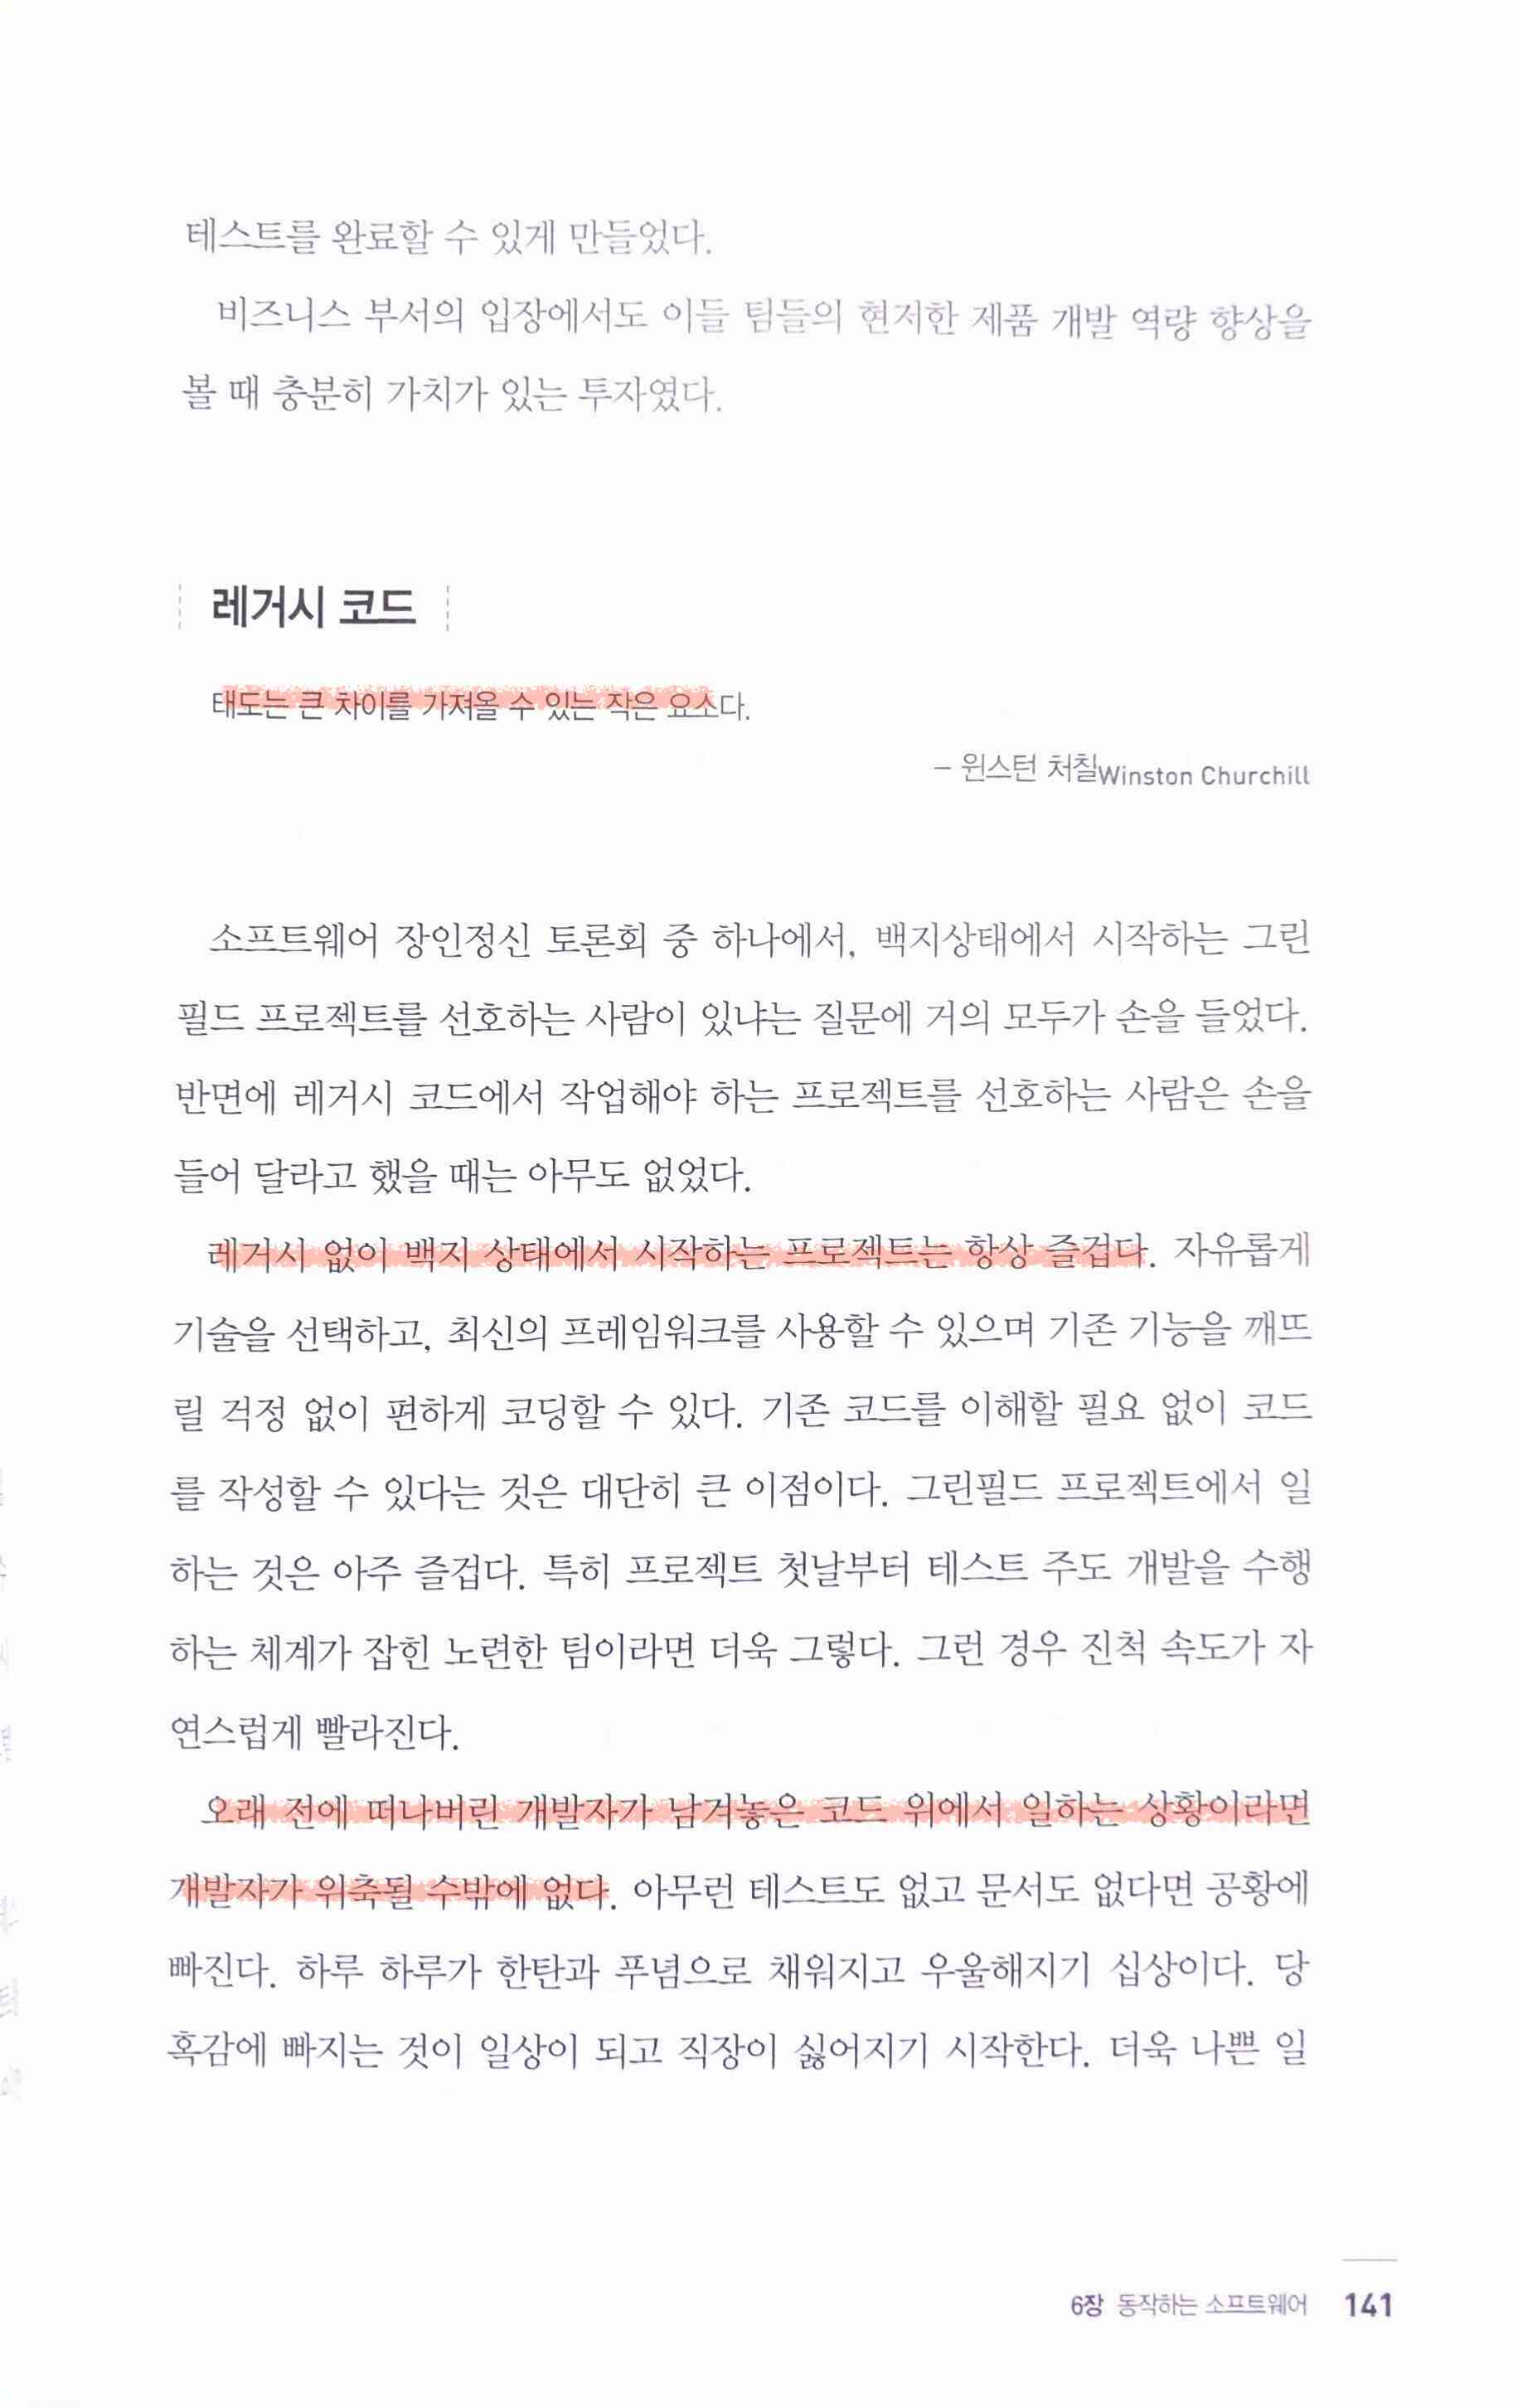 테스트를 완료할 수 있게 만들었다.
비즈니스 부서의 입장에서도 이들 팀들의 현저한 제품 개발 역량 향상을
볼 때 충분히 가치가 있는 투자였다.
레거시 코드
태도는 큰 차이를 가져올 수 있는 작은 요소다.
– 윈스턴 처칠Winston Churchill
소프트웨어 장인정신 토론회 중 하나에서, 백지상태에서 시작하는 그린
필드 프로젝트를 선호하는 사람이 있냐는 질문에 거의 모두가 손을 들었다.
반면에 레거시 코드에서 작업해야 하는 프로젝트를 선호하는 사람은 손을
들어 달라고 했을 때는 아무도 없었다.
레거시 없이 백지 상태에서 시작하는 프로젝트는 항상 즐겁다. 자유롭게
기술을 선택하고, 최신의 프레임워크를 사용할 수 있으며 기존 기능을 깨뜨
릴 걱정 없이 편하게 코딩할 수 있다. 기존 코드를 이해할 필요 없이 코드
를 작성할 수 있다는 것은 대단히 큰 이점이다. 그린필드 프로젝트에서 일
하는 것은 아주 즐겁다. 특히 프로젝트 첫날부터 테스트 주도 개발을 수행
하는 체계가 잡힌 노련한 팀이라면 더욱 그렇다. 그런 경우 진척 속도가 자
연스럽게 빨라진다.
오래 전에 떠나버린 개발자가 남겨놓은 코드 위에서 일하는 상황이라면
개발자가 위축될 수밖에 없다. 아무런 테스트도 없고 문서도 없다면 공황에
빠진다. 하루 하루가 한탄과 푸념으로 채워지고 우울해지기 십상이다. 당
혹감에 빠지는 것이 일상이 되고 직장이 싫어지기 시작한다. 더욱 나쁜 일
6장 동작하는 소프트웨어 141